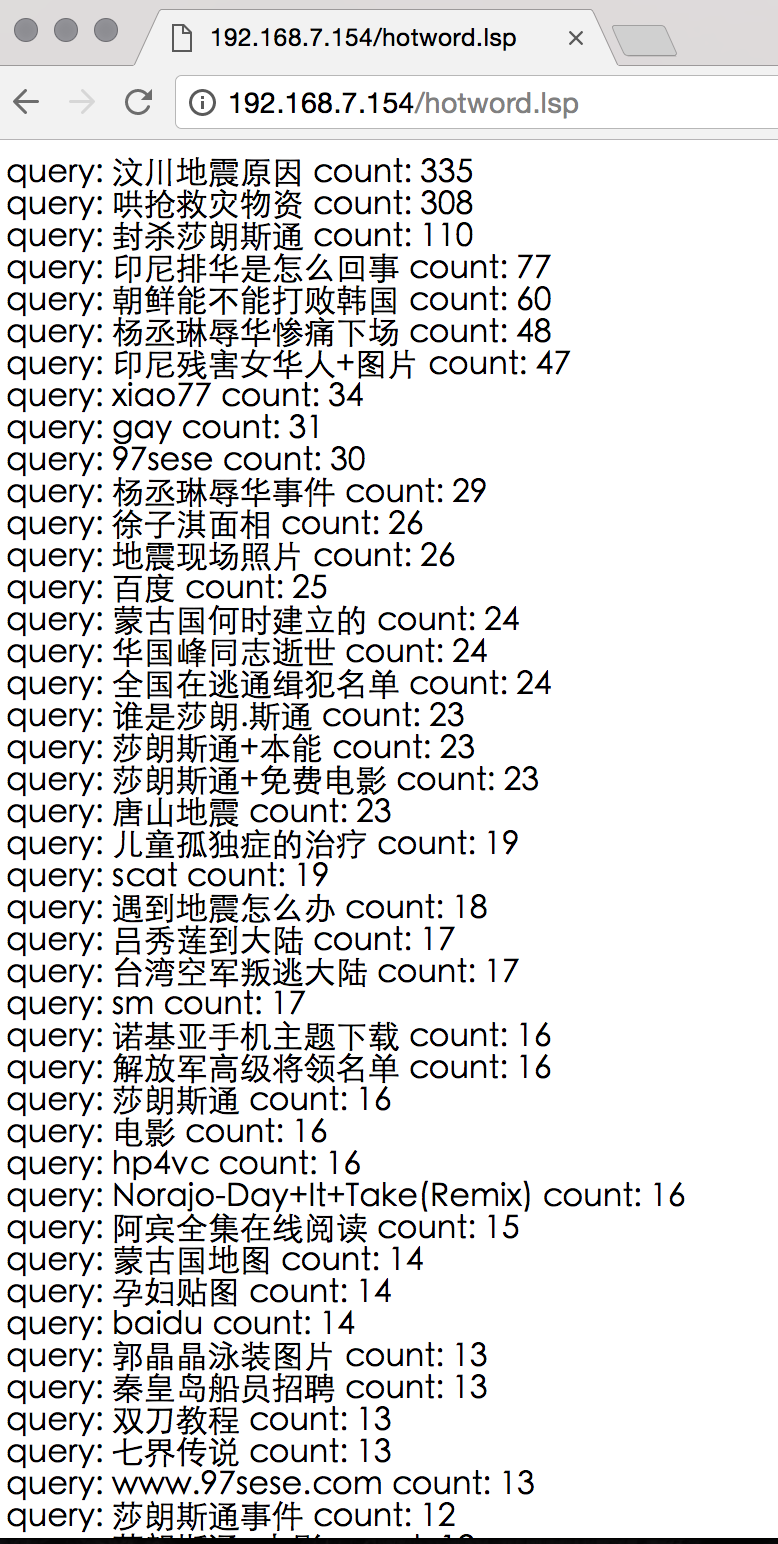 192.168.7.154/hotword.lsp
192.168.7.154/hotword.lsp
query: 汶川地震原因 count: 335
query: 哄抢救灾物资 count: 308
query: 封杀莎朗斯通 count: 110
query: 印尼排华是怎么回事 count: 77
query: 朝鲜能不能打败韩国 count: 60
query: 杨丞琳辱华惨痛下场 count: 48
query: 印尼残害女华人+图片 count: 47
query: xiao77 count: 34
query: gay count: 31
query: 97sese count: 30
query: 杨丞琳辱华事件 count: 29
query: 徐子淇面相 count: 26
query: 地震现场照片 count: 26
query: 百度 count: 25
query: 蒙古国何时建立的 count: 24
query: 华国峰同志逝世 count: 24
query: 全国在逃通缉犯名单 count: 24
query: 谁是莎朗.斯通 count: 23
query: 莎朗斯通+本能 count: 23
query: 莎朗斯通+免费电影 count: 23
query: 唐山地震 count: 23
query: 儿童孤独症的治疗 count: 19
query: scat count: 19
query: 遇到地震怎么办 count: 18
query: 吕秀莲到大陆 count: 17
query: 台湾空军叛逃大陆 count: 17
query: sm count: 17
query: 诺基亚手机主题下载 count: 16
query: 解放军高级将领名单 count: 16
query: 莎朗斯通 count: 16
query: 电影 count: 16
query: hp4vc count: 16
query: Norajo-Day+It+Take(Remix) count: 16
query: 阿宾全集在线阅读 count: 15
query: 蒙古国地图 count: 14
query: 孕妇贴图 count: 14
query: baidu count: 14
query: 郭晶晶泳装图片 count: 13
query: 秦皇岛船员招聘 count: 13
query: 双刀教程 count: 13
query: 七界传说 count: 13
query: www.97sese.com count: 13
query: 莎朗斯通事件 count: 12